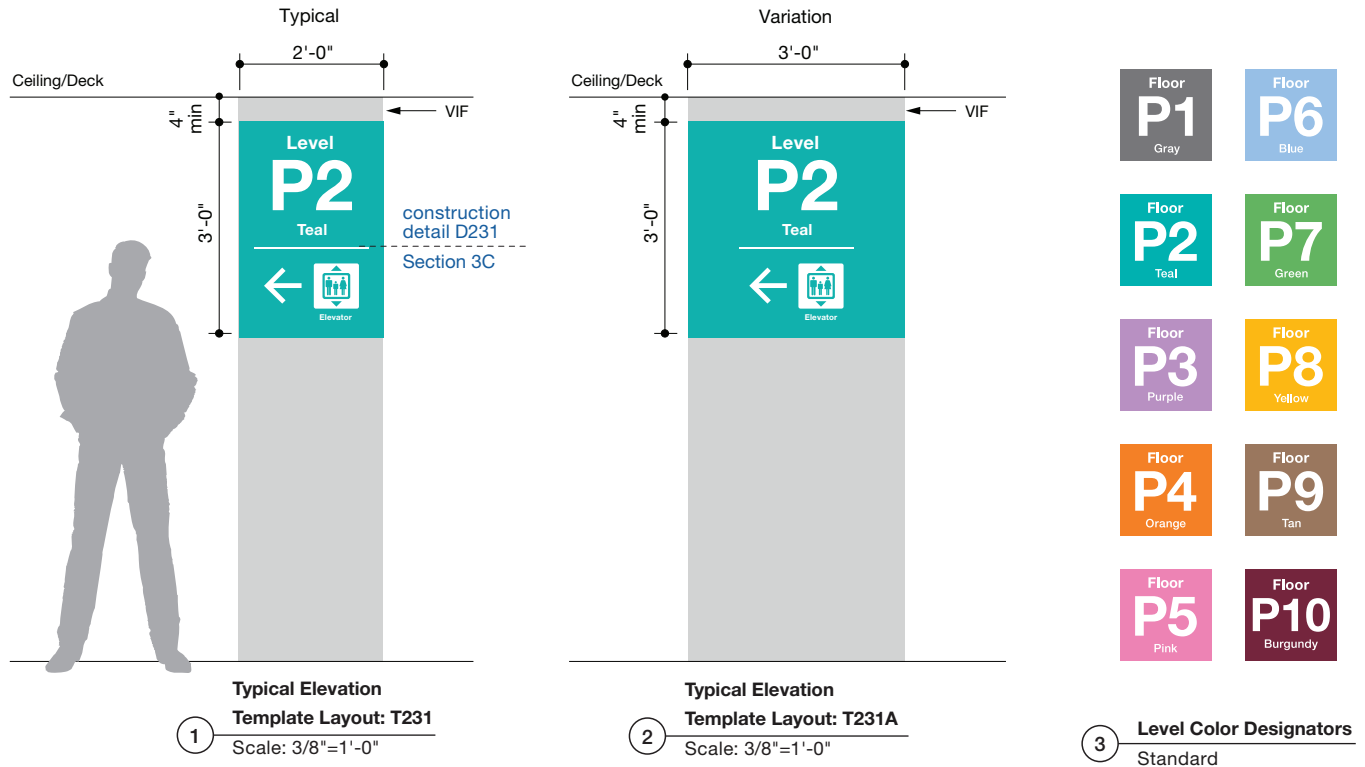 Typical
2'-0"
Ceiling/Deck
4"
min
VIF
3'-0"
Level
P2
Teal
Elevator
construction
detail D231
Section 3C
Typical Elevation
Template Layout: T231
1
Scale: 3/8"=1'-0"
Variation
3'-0"
Ceiling/Deck
4"
min
VIF
3'-0"
Level
P2
Teal
Elevator
Typical Elevation
Template Layout: T231A
2
Scale: 3/8"=1'-0"
Floor
P1
Gray
Floor
P6
Blue
Floor
P2
Teal
Floor
P7
Green
Floor
P3
Purple
Floor
P8
Yellow
Floor
P4
Orange
Floor
P9
Tan
Floor
P5
Pink
Floor
P10
Burgundy
3
Level Color Designators
Standard